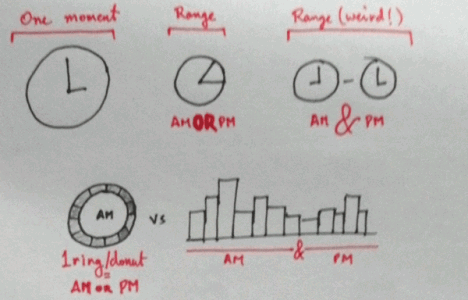 One moment
Range
Range (weird!)
AM OR PM
AM & PM
AM
vs
1 ring/donut
=
AM or PM
AM & PM